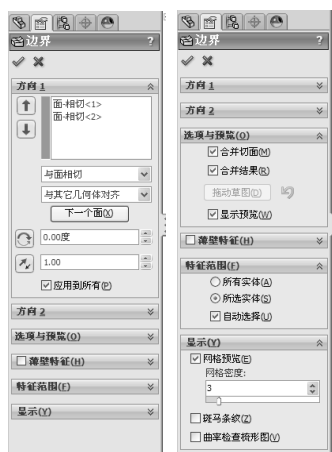 边界
?
方向 1
面-相切<1>
面-相切<2>
与面相切
与其它几何体对齐
下一个面(X)
0.00度
1.00
应用到所有(P)
方向 2
选项与预览(O)
薄壁特征(H)
特征范围(F)
显示(Y)
边界
?
方向 1
方向 2
选项与预览(O)
合并切面(M)
合并结果(R)
拖动草图(D)
显示预览(W)
薄壁特征(H)
特征范围(F)
所有实体(A)
所选实体(S)
自动选择(U)
显示(Y)
网格预览(E)
网格密度:
3
斑马条纹(Z)
曲率检查梳形图(V)